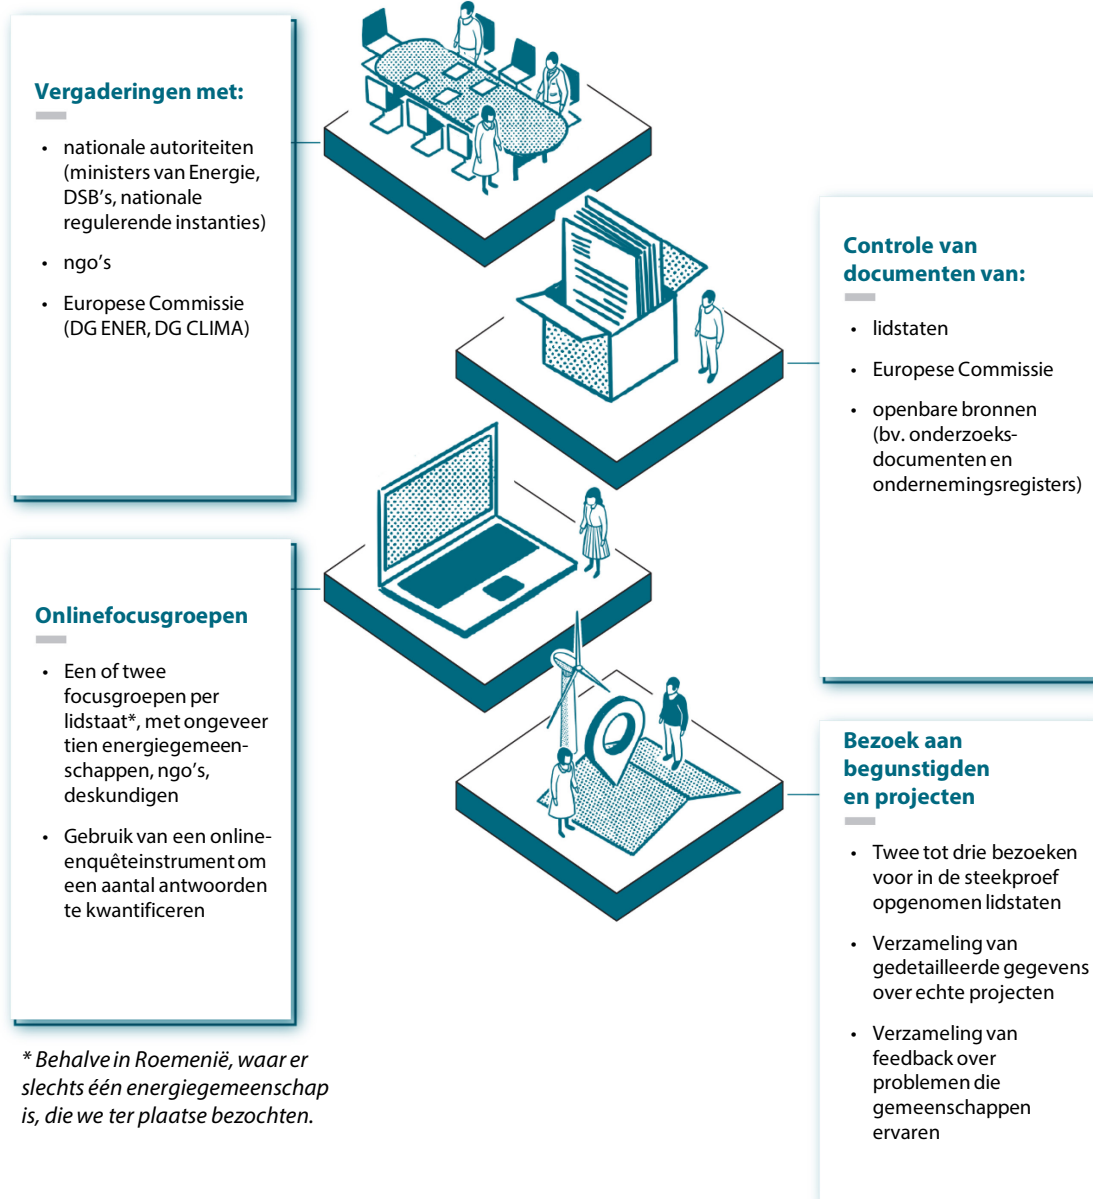 Vergaderingen met:
• nationale autoriteiten
(ministers van Energie,
DSB's, nationale
regulerende instanties)
• ngo's
• Europese Commissie
(DG ENER, DG CLIMA)
Controle van
documenten van:
• lidstaten
• Europese Commissie
• openbare bronnen
(bv. onderzoeks-
documenten en
ondernemingsregisters)
Onlinefocusgroepen
• Een of twee
focusgroepen per
lidstaat*, met ongeveer
tien energiegemeen-
schappen, ngo's,
deskundigen
• Gebruik van een online-
enquêteinstrument om
een aantal antwoorden
te kwantificeren
Bezoek aan
begunstigden
en projecten
• Twee tot drie bezoeken
voor in de steekproef
opgenomen lidstaten
• Verzameling van
gedetailleerde gegevens
over echte projecten
• Verzameling van
feedback over
problemen die
gemeenschappen
ervaren
* Behalve in Roemenië, waar er
slechts één energiegemeenschap
is, die we ter plaatse bezochten.